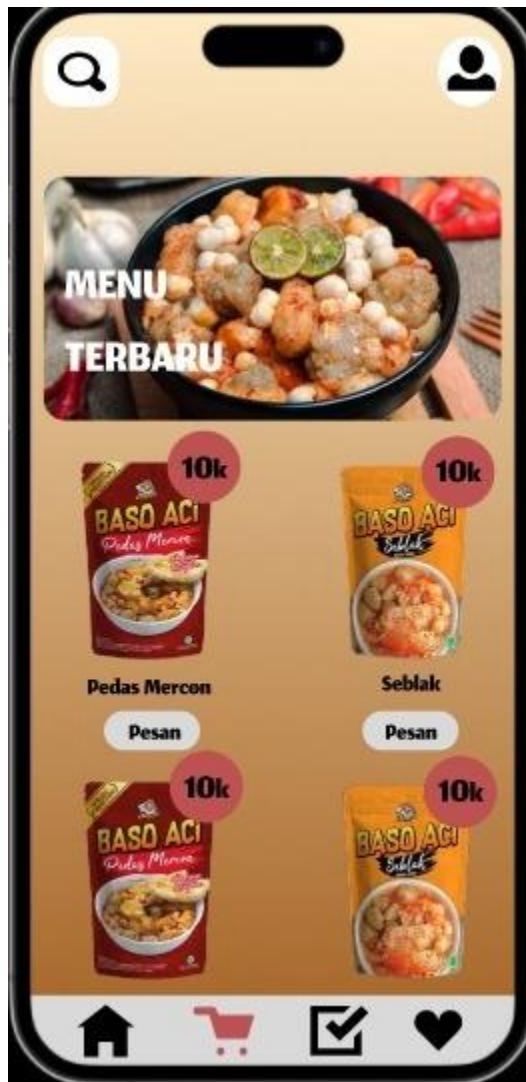 MENU
TERBARU
10k
10k
BASO ACI
Pedas Mercon
BASO ACI
Seblak
Pedas Mercon
Seblak
Pesan
Pesan
10k
10k
BASO ACI
Pedas Mercon
BASO ACI
Seblak